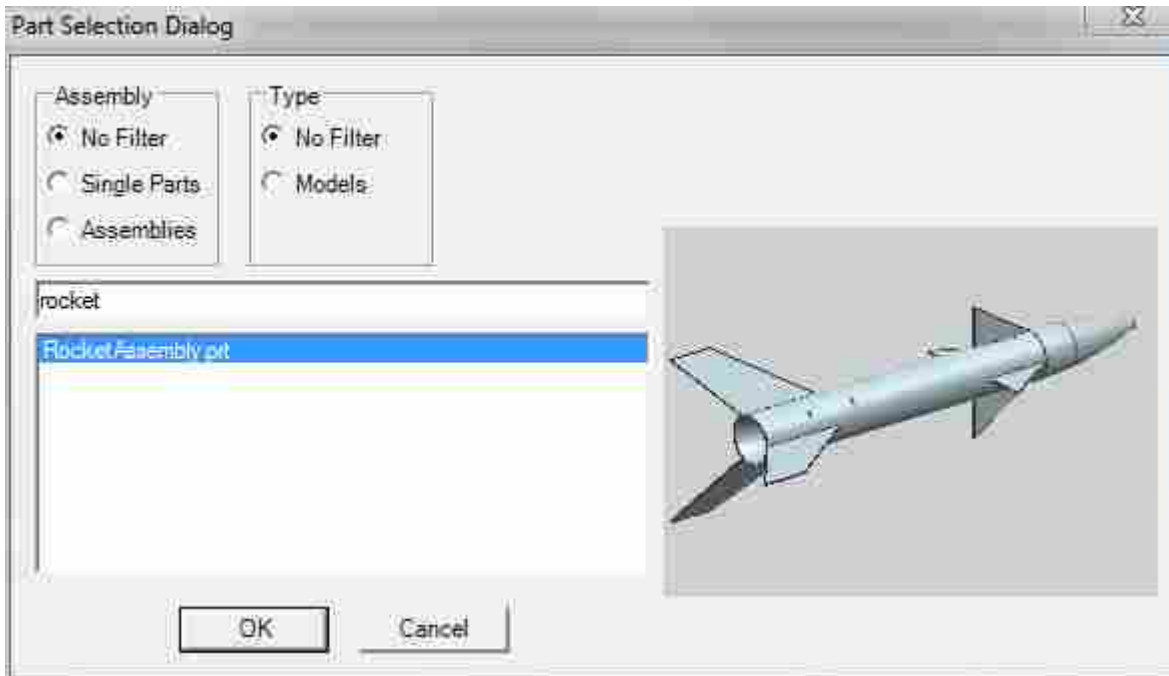 Part Selection Dialog
Assembly
No Filter
Single Parts
Assemblies
Type
No Filter
Models
rocket
RocketAssembly.prt
OK
Cancel